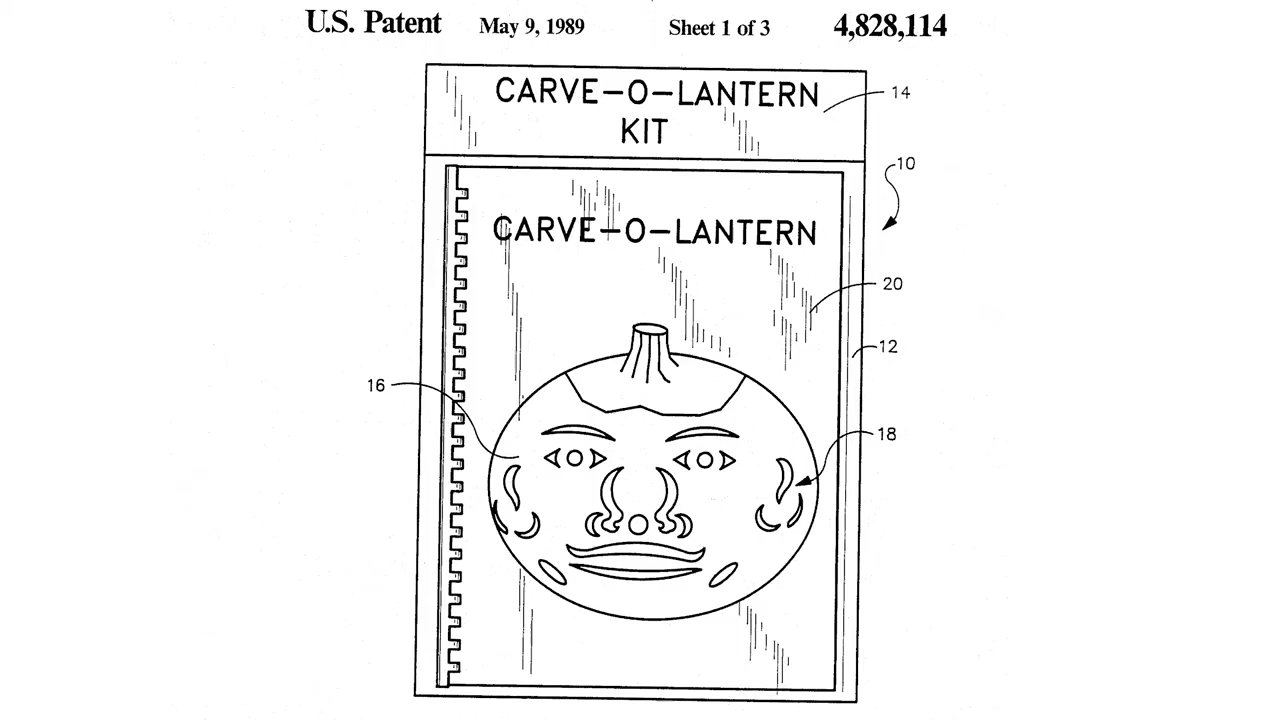 U.S. Patent May 9, 1989 Sheet 1 of 3 4,828,114
CARVE–O–LANTERN
KIT
14
10
CARVE–O–LANTERN
20
12
16
18